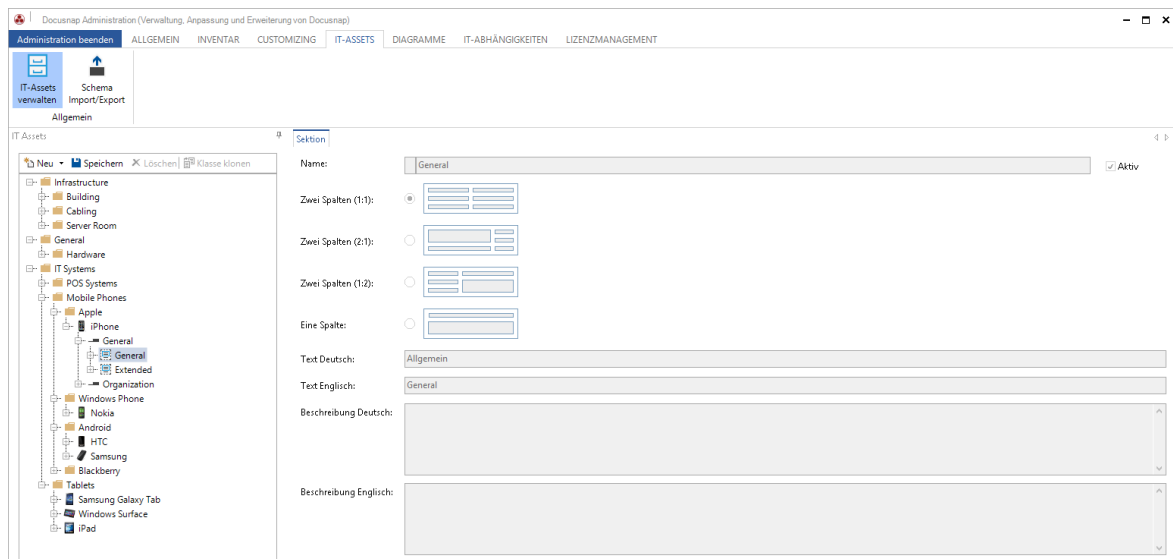 Docusnap Administration (Verwaltung, Anpassung und Erweiterung von Docusnap)
Administration beenden ALLGEMEIN INVENTAR CUSTOMIZING IT-ASSETS DIAGRAMME IT-ABHÄNGIGKEITEN LIZENZMANAGEMENT
IT-Assets verwalten
Schema Import/Export
Allgemein
IT Assets
Neu Speichern Löschen Klasse klonen
Infrastructure
Building
Cabling
Server Room
General
Hardware
IT Systems
POS Systems
Mobile Phones
Apple
iPhone
General
General
Extended
Organization
Windows Phone
Nokia
Android
HTC
Samsung
Blackberry
Tablets
Samsung Galaxy Tab
Windows Surface
iPad
Sektion
Name: General Aktiv
Zwei Spalten (1:1):
Zwei Spalten (2:1):
Zwei Spalten (1:2):
Eine Spalte:
Text Deutsch: Allgemein
Text Englisch: General
Beschreibung Deutsch:
Beschreibung Englisch: